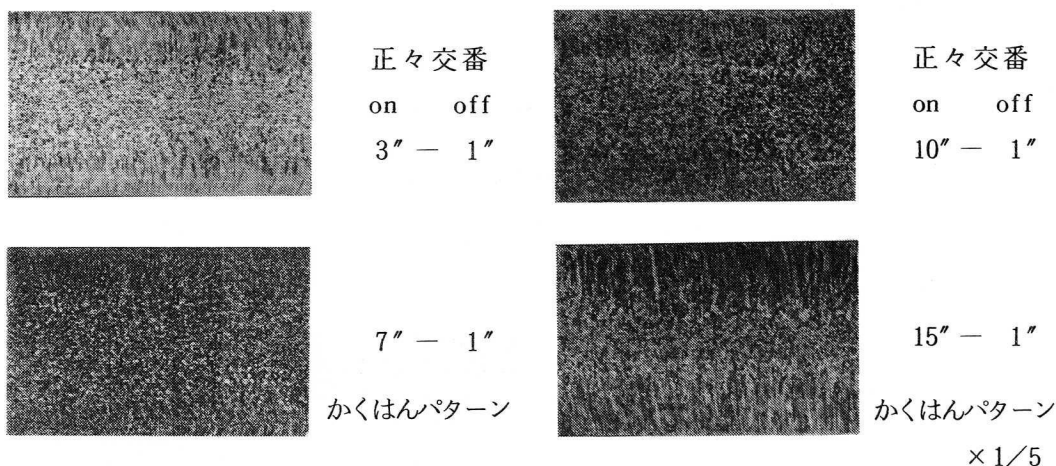 正々交番
on off
3″ — 1″
正々交番
on off
10″ — 1″
7″ — 1″
かくはんパターン
15″ — 1″
かくはんパターン
× 1/5